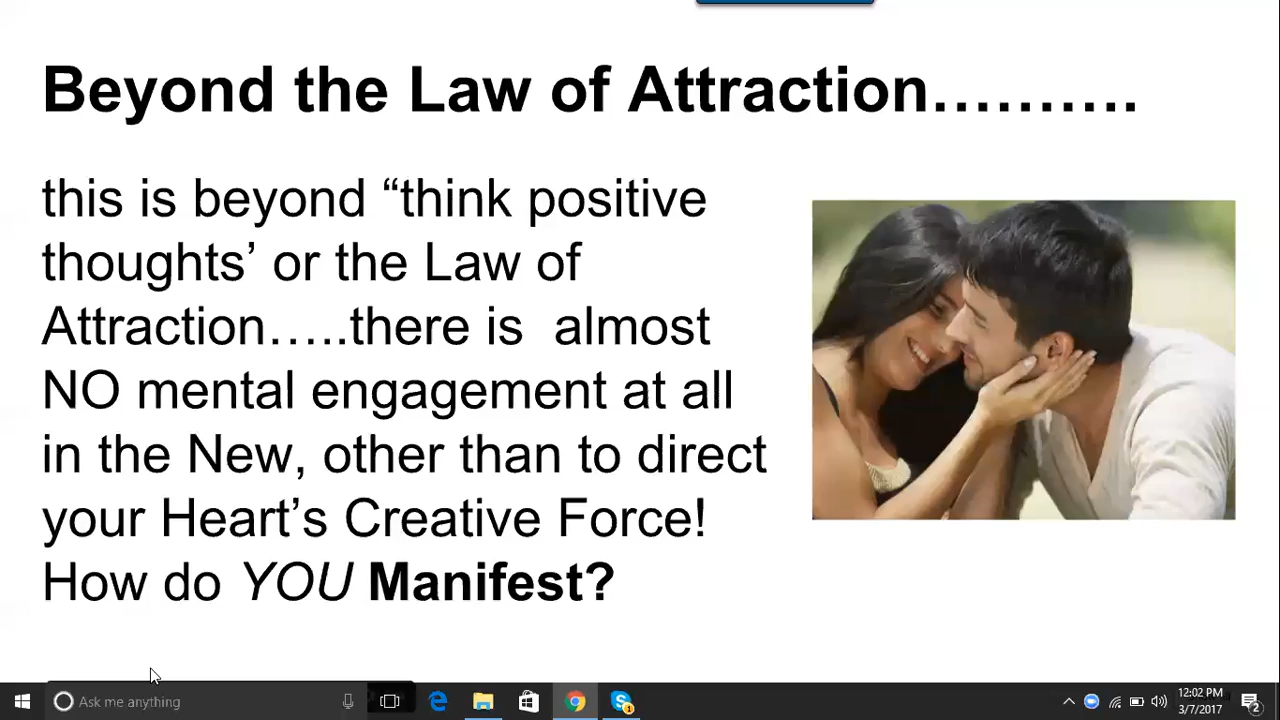 Beyond the Law of Attraction……….
this is beyond “think positive
thoughts’ or the Law of
Attraction…..there is  almost
NO mental engagement at all
in the New, other than to direct
your Heart’s Creative Force!
How do YOU Manifest?
Ask me anything
12:02 PM
3/7/2017
1
2